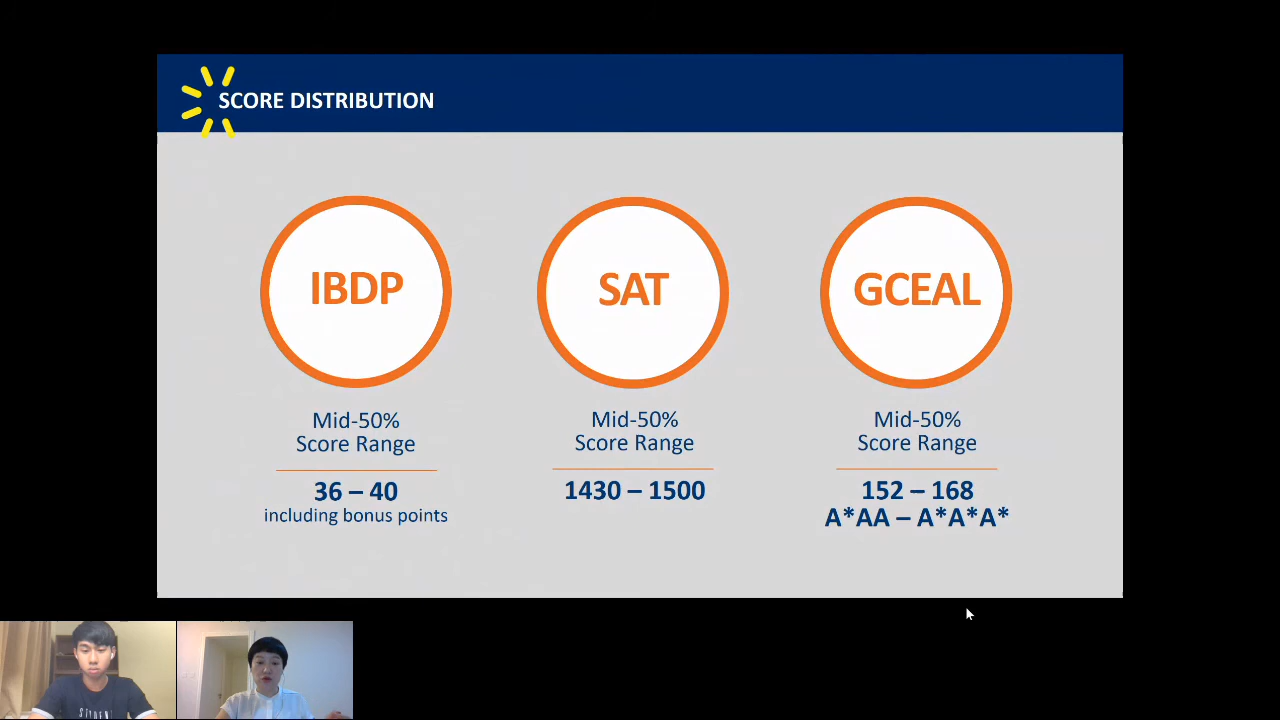 SCORE DISTRIBUTION
IBDP
SAT
GCEAL
Mid-50%
Score Range
36 – 40
including bonus points
Mid-50%
Score Range
1430 – 1500
Mid-50%
Score Range
152 – 168
A*AA – A*A*A*